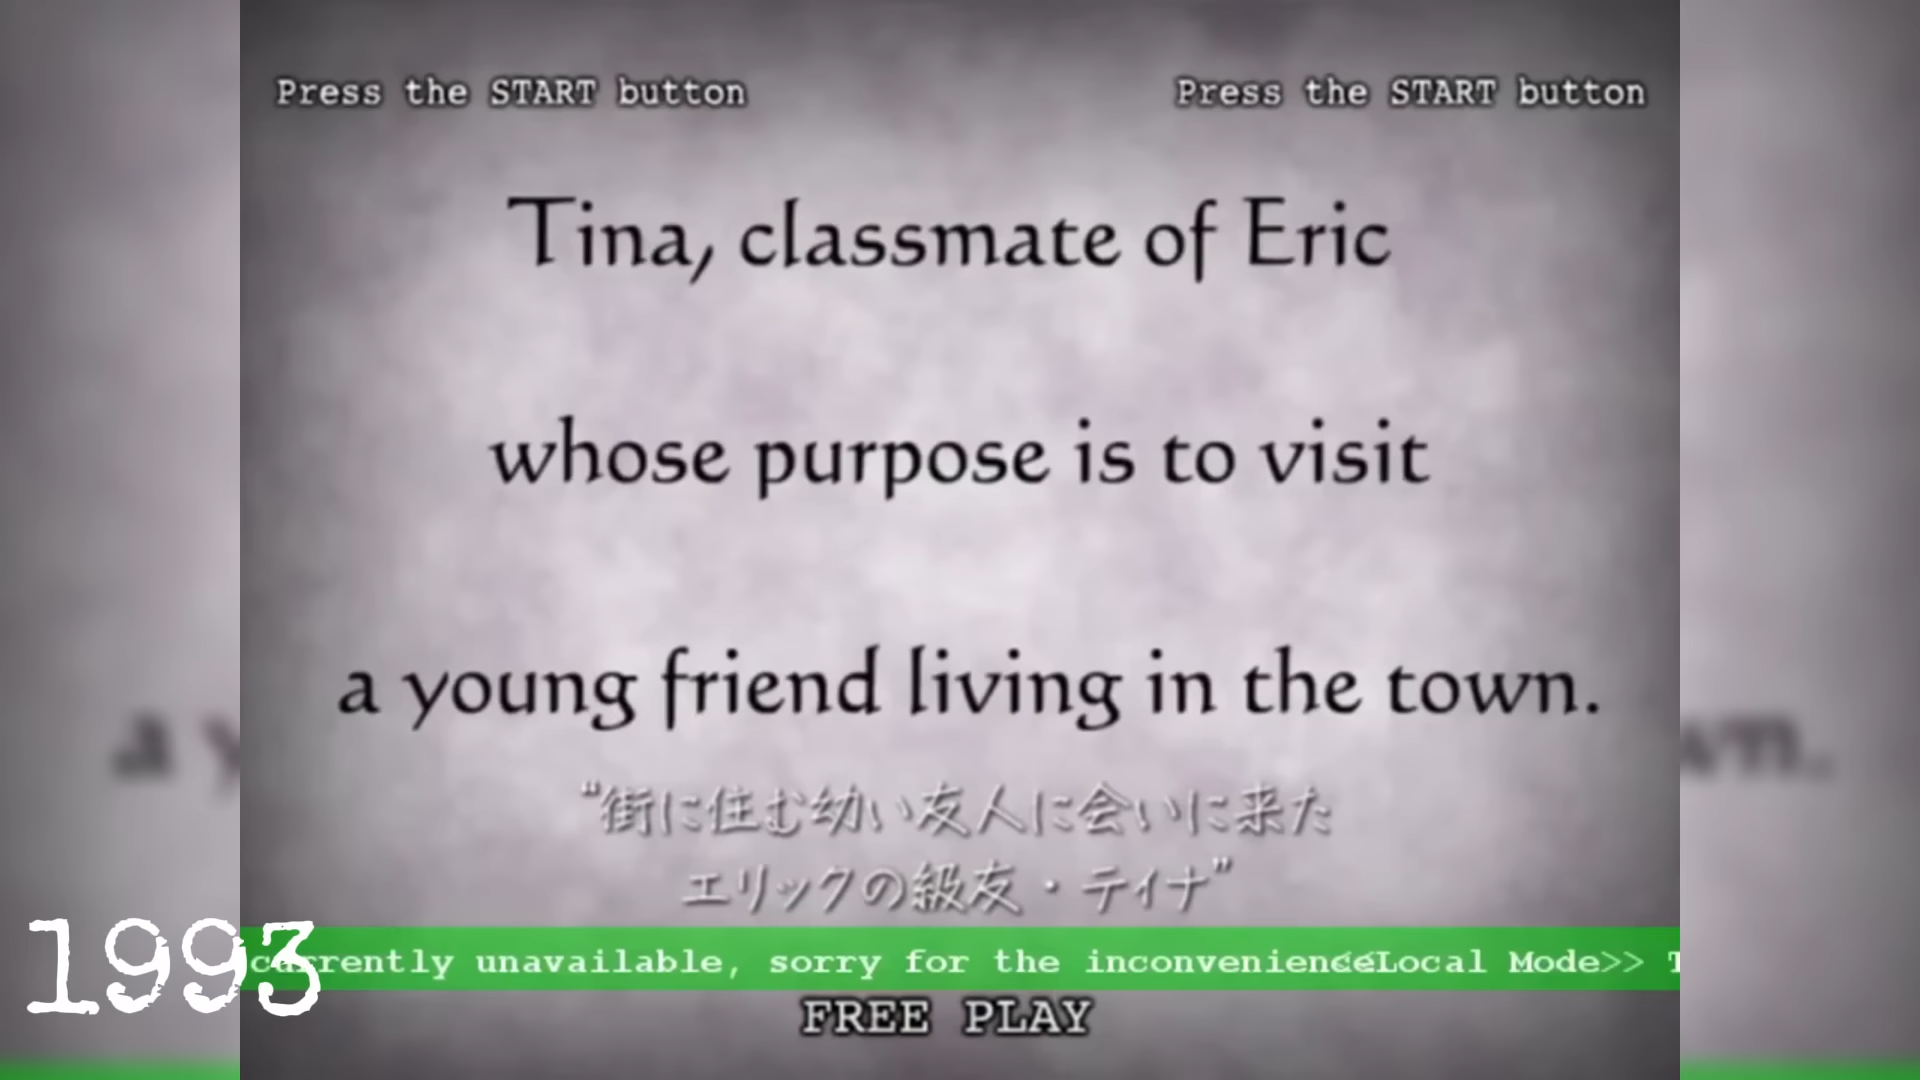 Press the START button
Press the START button
Tina, classmate of Eric
whose purpose is to visit
a young friend living in the town.
“街に住む幼い友人に会いに来た
エリックの級友・ティナ”
currently unavailable, sorry for the inconvenience<<Local Mode>> T
1993
FREE PLAY